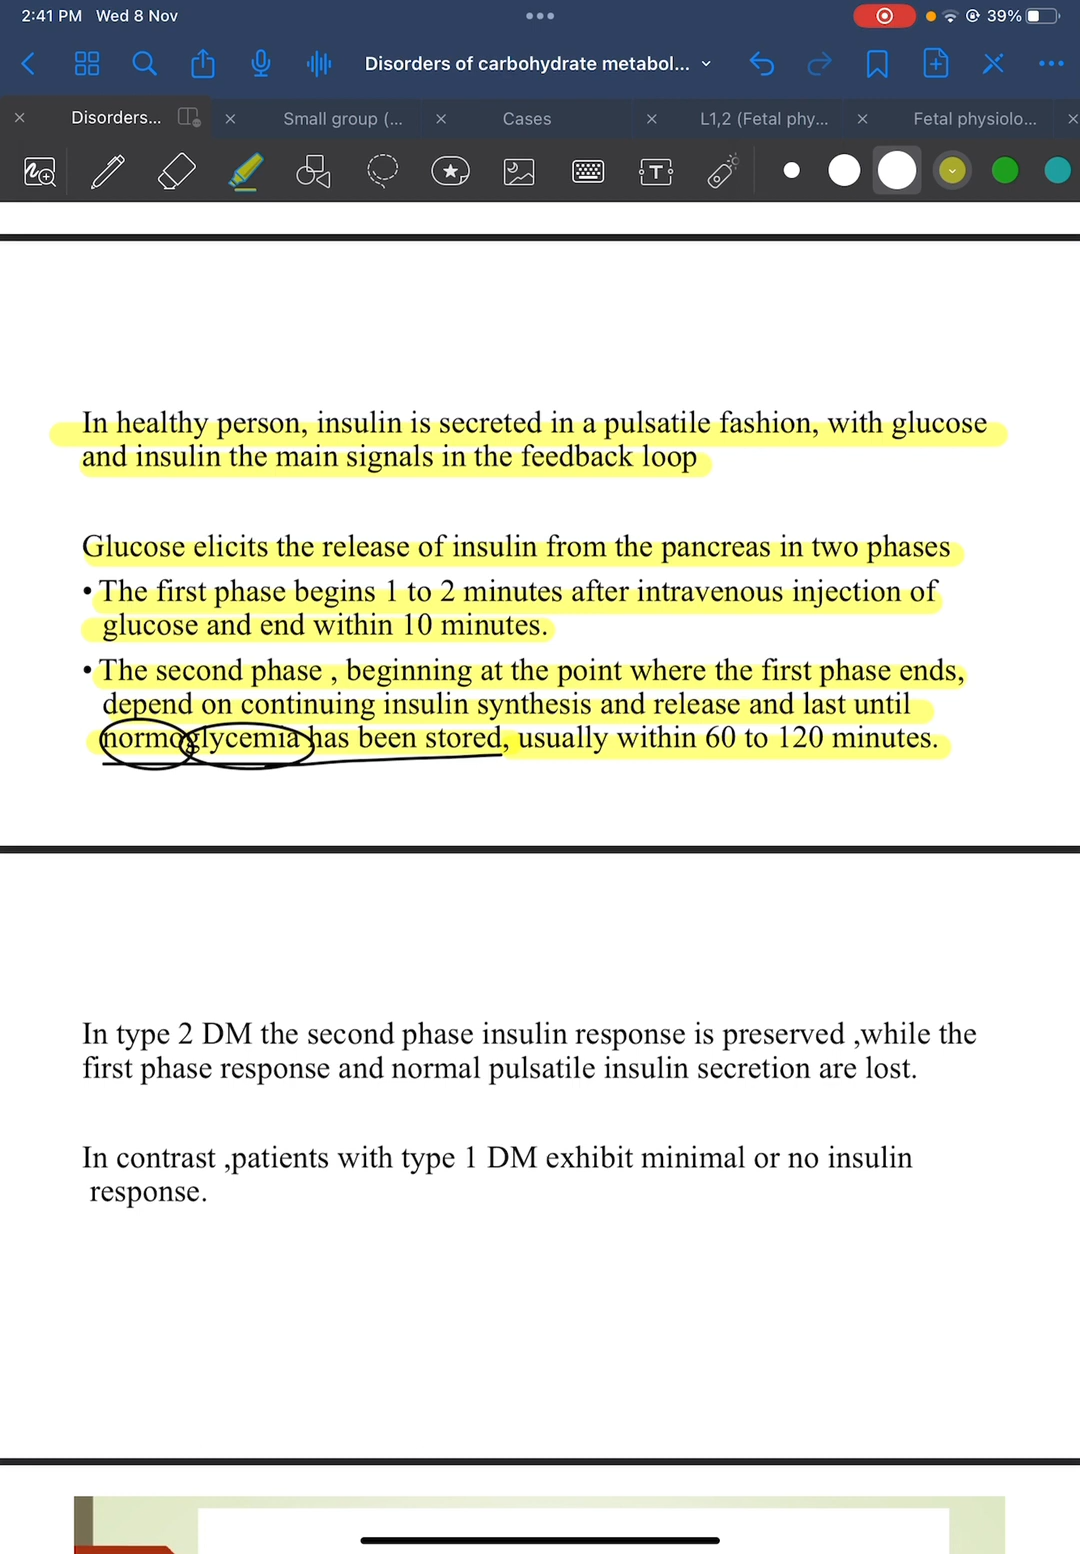 2:41 PM Wed 8 Nov
39%
Disorders of carbohydrate metabol...
Disorders...
Small group (...
Cases
L1,2 (Fetal phy...
Fetal physiolo...
In healthy person, insulin is secreted in a pulsatile fashion, with glucose
and insulin the main signals in the feedback loop
Glucose elicits the release of insulin from the pancreas in two phases
• The first phase begins 1 to 2 minutes after intravenous injection of
glucose and end within 10 minutes.
• The second phase , beginning at the point where the first phase ends,
depend on continuing insulin synthesis and release and last until
normoglycemia has been stored, usually within 60 to 120 minutes.
In type 2 DM the second phase insulin response is preserved ,while the
first phase response and normal pulsatile insulin secretion are lost.
In contrast ,patients with type 1 DM exhibit minimal or no insulin
response.